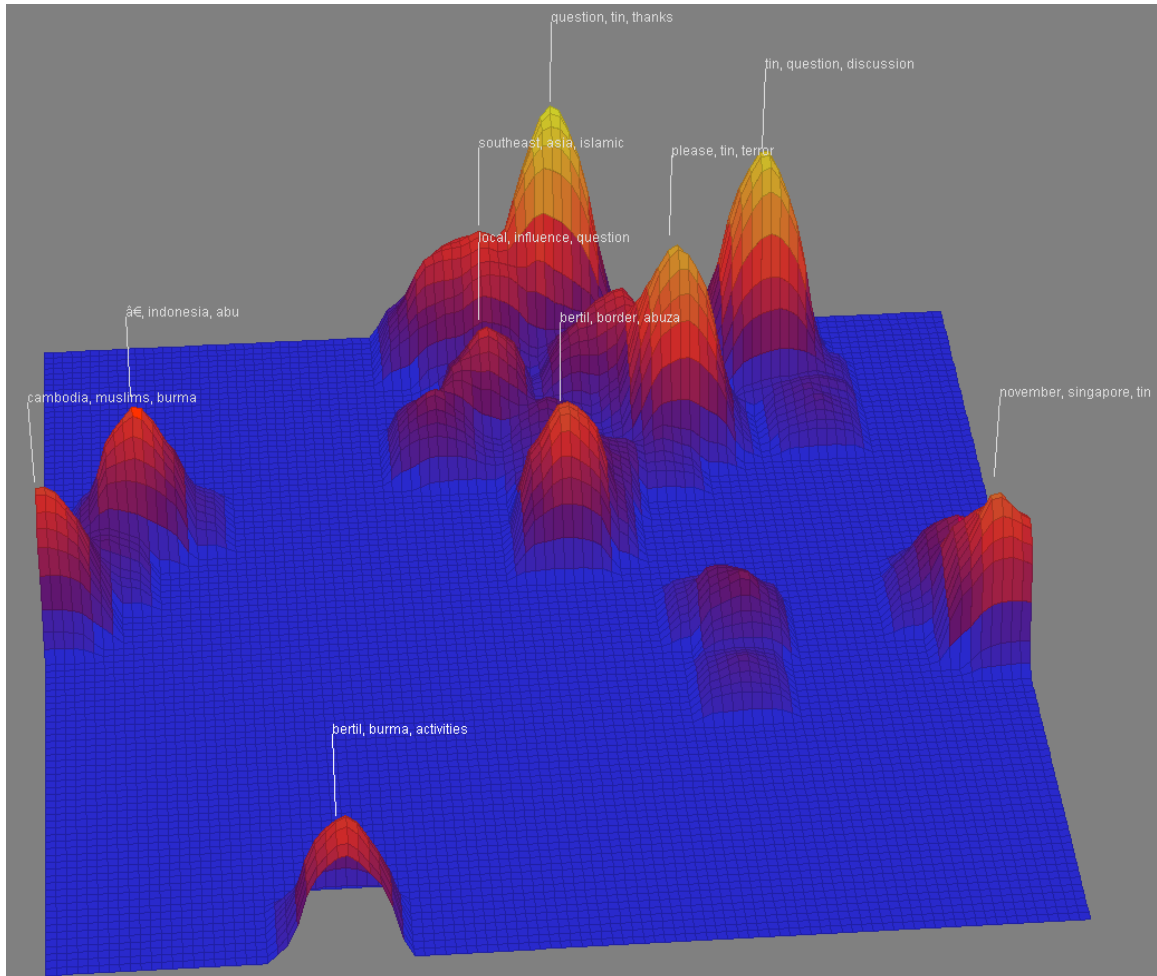 question, tin, thanks
tin, question, discussion
southeast, asia, islamic
please, tin, terror
local, influence, question
â€, indonesia, abu
bertil, border, abuza
cambodia, muslims, burma
november, singapore, tin
bertil, burma, activities